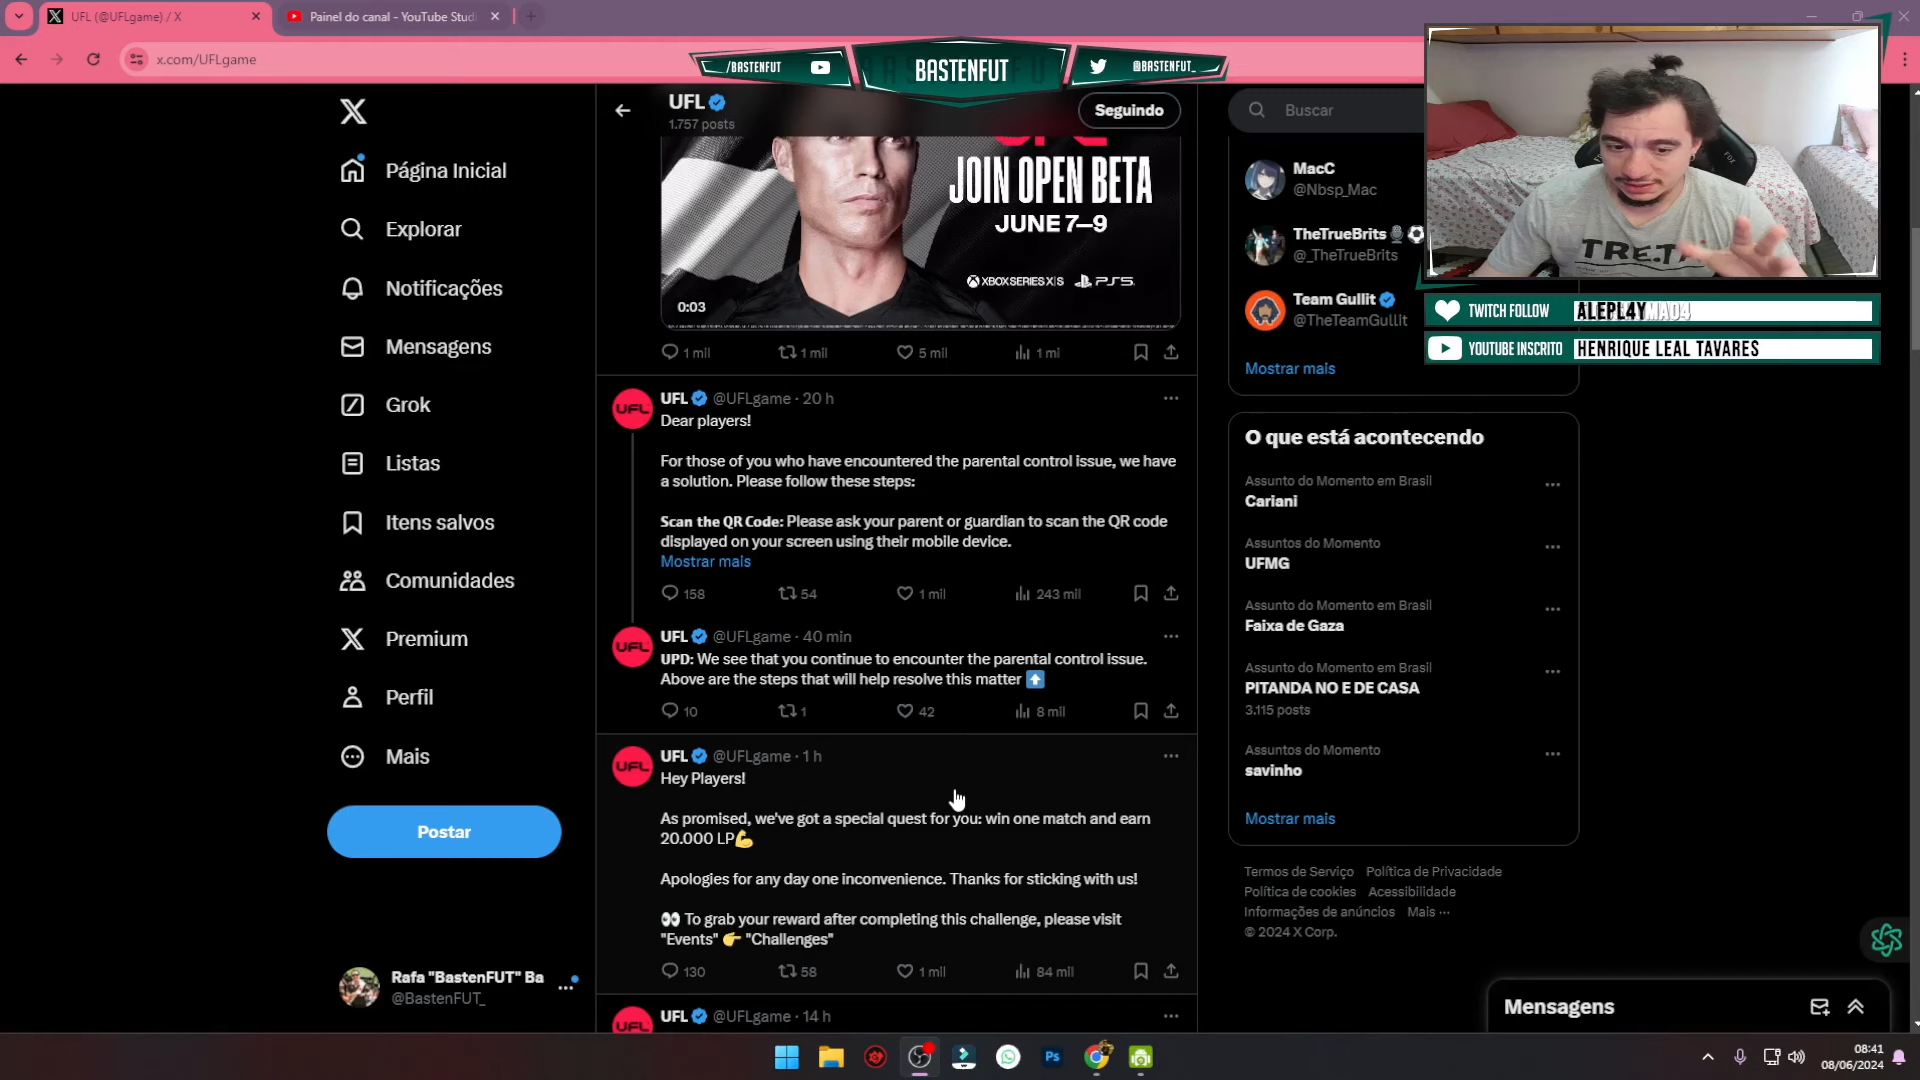 UFL (@UFLgame) / X
Painel do canal - YouTube Stud
x.com/UFLgame
/BASTENFUT
BASTENFUT
@BASTENFUT_
UFL
1.757 posts
Seguindo
Buscar
Página Inicial
Explorar
Notificações
Mensagens
Grok
Listas
Itens salvos
Comunidades
Premium
Perfil
Mais
Postar
Rafa "BastenFUT" Ba
@BastenFUT_
JOIN OPEN BETA
JUNE 7—9
XBOX SERIES X|S PS5
0:03
1 mil 1 mil 5 mil 1 mi
UFL @UFLgame · 20 h
Dear players!
For those of you who have encountered the parental control issue, we have
a solution. Please follow these steps:
Scan the QR Code: Please ask your parent or guardian to scan the QR code
displayed on your screen using their mobile device.
Mostrar mais
158 54 1 mil 243 mil
UFL @UFLgame · 40 min
UPD: We see that you continue to encounter the parental control issue.
Above are the steps that will help resolve this matter ⬆️
10 1 42 8 mil
UFL @UFLgame · 1 h
Hey Players!
As promised, we've got a special quest for you: win one match and earn
20.000 LP💪
Apologies for any day one inconvenience. Thanks for sticking with us!
👀 To grab your reward after completing this challenge, please visit
"Events" 👉 "Challenges"
130 58 1 mil 84 mil
UFL @UFLgame · 14 h
MacC
@Nbsp_Mac
TheTrueBrits🎙️⚽
@_TheTrueBrits
Team Gullit
@TheTeamGullit
Mostrar mais
O que está acontecendo
Assunto do Momento em Brasil
Cariani
Assuntos do Momento
UFMG
Assunto do Momento em Brasil
Faixa de Gaza
Assunto do Momento em Brasil
PITANDA NO E DE CASA
3.115 posts
Assuntos do Momento
savinho
Mostrar mais
Termos de Serviço Política de Privacidade
Política de cookies Acessibilidade
Informações de anúncios Mais ···
© 2024 X Corp.
Mensagens
TWITCH FOLLOW ALEPL4Y
YOUTUBE INSCRITO HENRIQUE LEAL TAVARES
08:41
08/06/2024